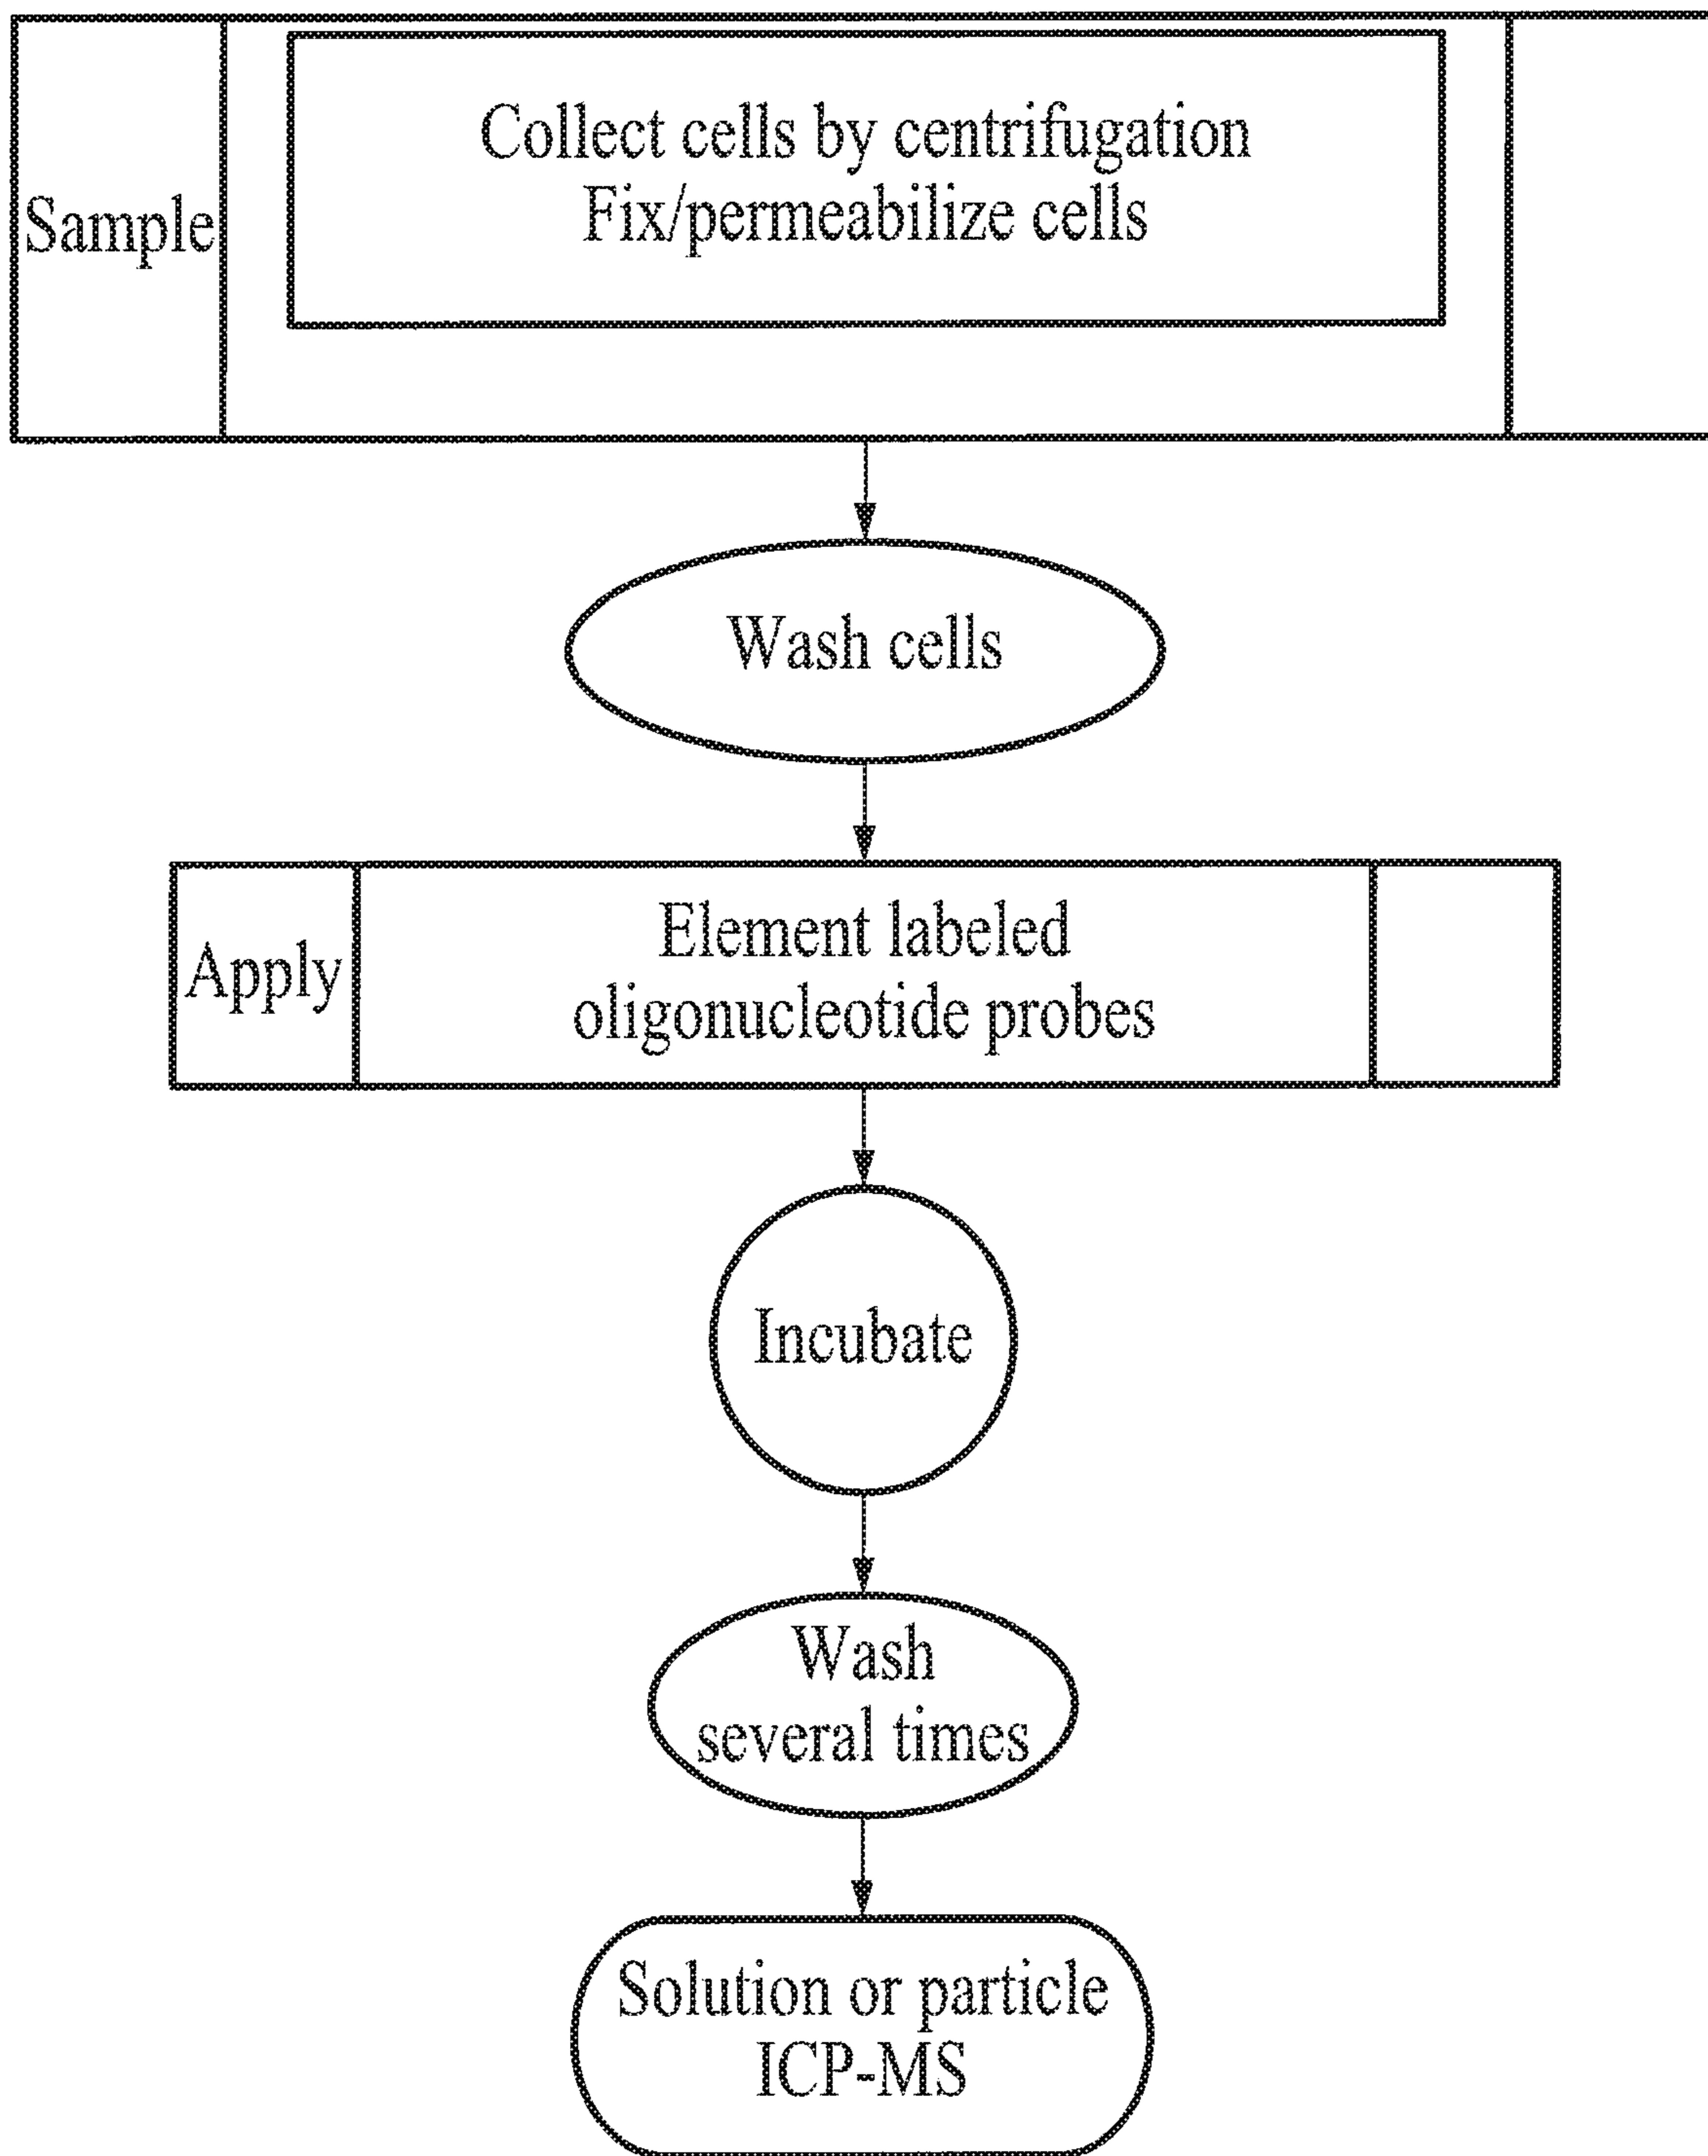 Sample
Collect cells by centrifugation
Fix/permeabilize cells
Wash cells
Apply
Element labeled
oligonucleotide probes
Incubate
Wash
several times
Solution or particle
ICP-MS